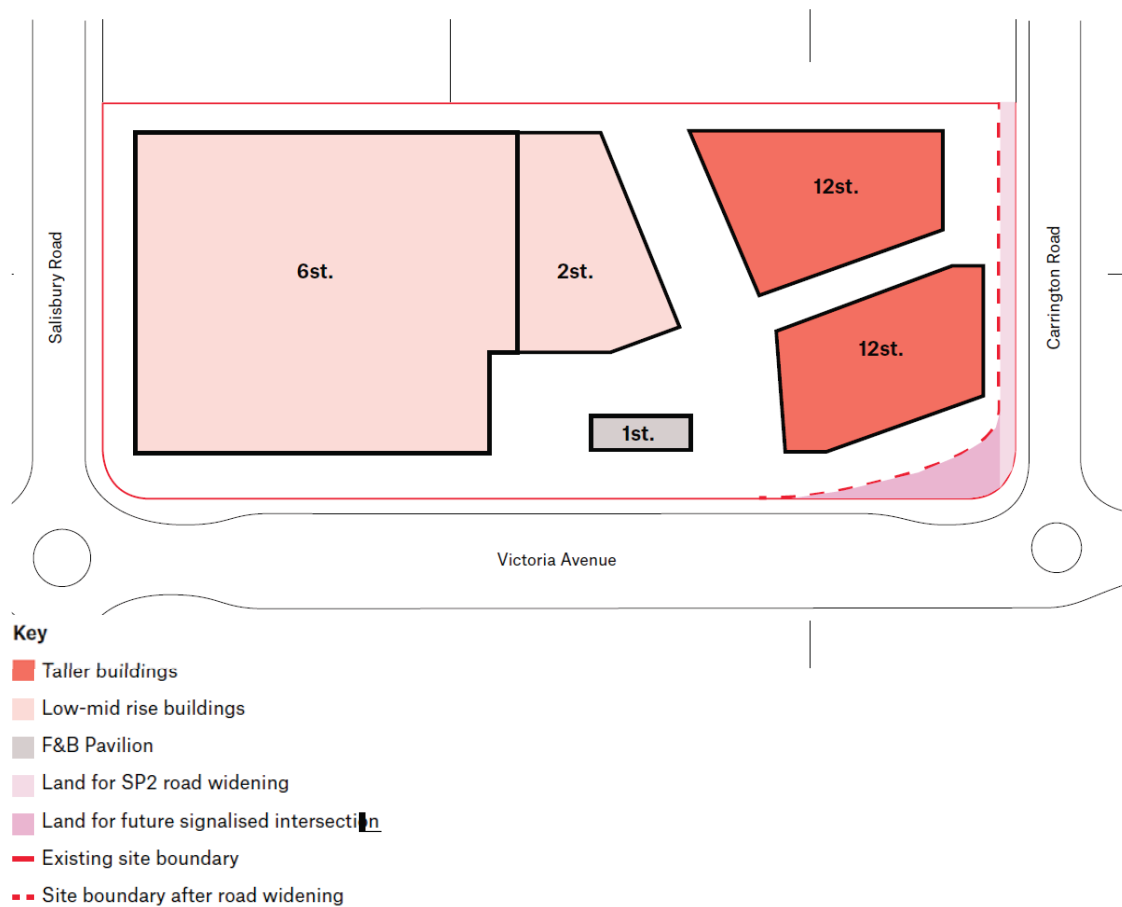 12st.
6st.
2st.
Salisbury Road
Carrington Road
12st.
1st.
Victoria Avenue
Key
Taller buildings
Low-mid rise buildings
F&B Pavilion
Land for SP2 road widening
Land for future signalised intersection
Existing site boundary
Site boundary after road widening